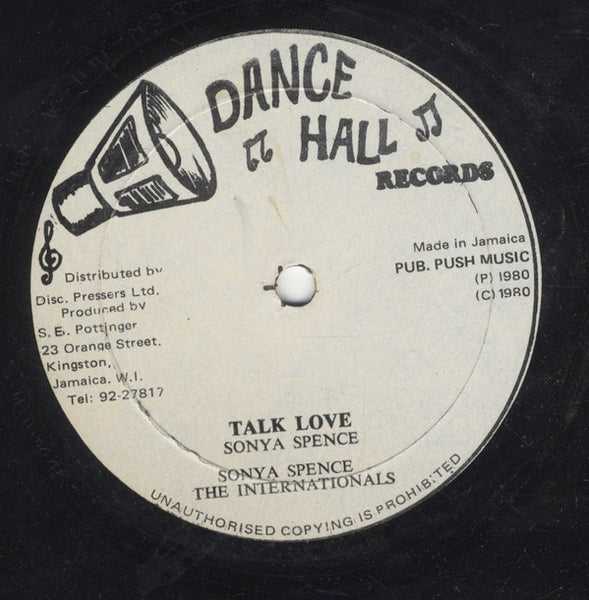 DANCE
HALL
RECORDS
Made in Jamaica
PUB. PUSH MUSIC
(P) 1980
(C) 1980
Distributed by
Disc. Pressers Ltd.
Produced by
S. E. Pottinger
23 Orange Street.
Kingston,
Jamaica. W.I.
Tel: 92-27817
TALK LOVE
SONYA SPENCE
SONYA SPENCE
THE INTERNATIONALS
UNAUTHORISED COPYING IS PROHIBITED